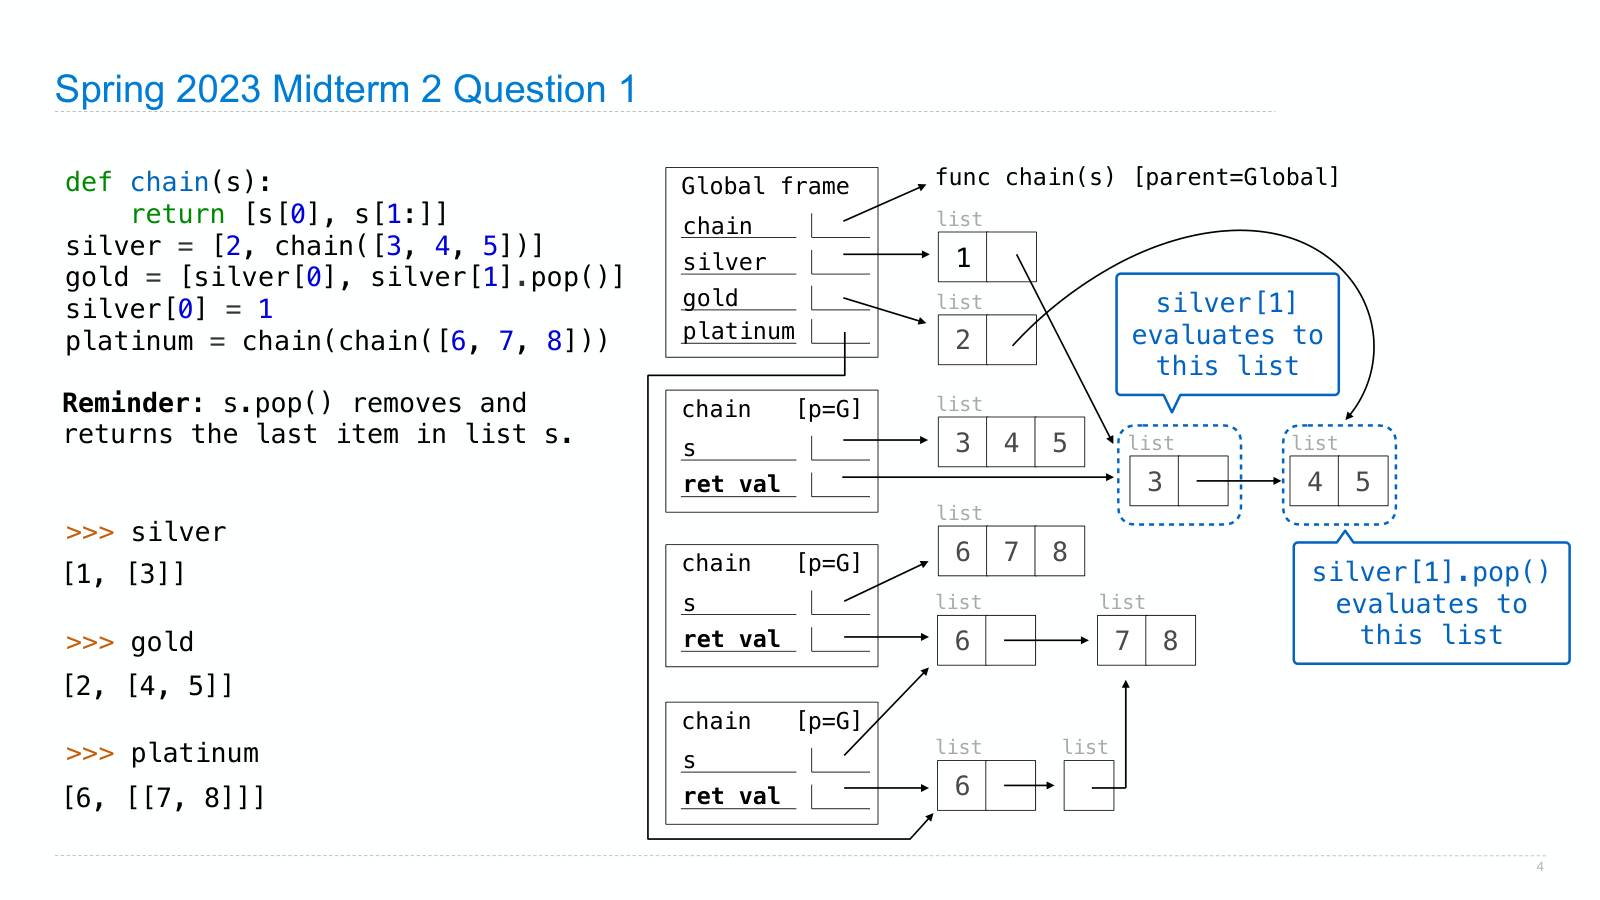 Spring 2023 Midterm 2 Question 1
def chain(s):
    return [s[0], s[1:]]
silver = [2, chain([3, 4, 5])]
gold = [silver[0], silver[1].pop()]
silver[0] = 1
platinum = chain(chain([6, 7, 8]))
Reminder: s.pop() removes and
returns the last item in list s.
>>> silver
[1, [3]]
>>> gold
[2, [4, 5]]
>>> platinum
[6, [[7, 8]]]
Global frame
chain
silver
gold
platinum
func chain(s) [parent=Global]
list
1
list
2
silver[1]
evaluates to
this list
chain [p=G]
s
ret val
list
3 4 5
list
3
list
4 5
silver[1].pop()
evaluates to
this list
chain [p=G]
s
ret val
list
6 7 8
list
6
list
7 8
chain [p=G]
s
ret val
list
6
list
4